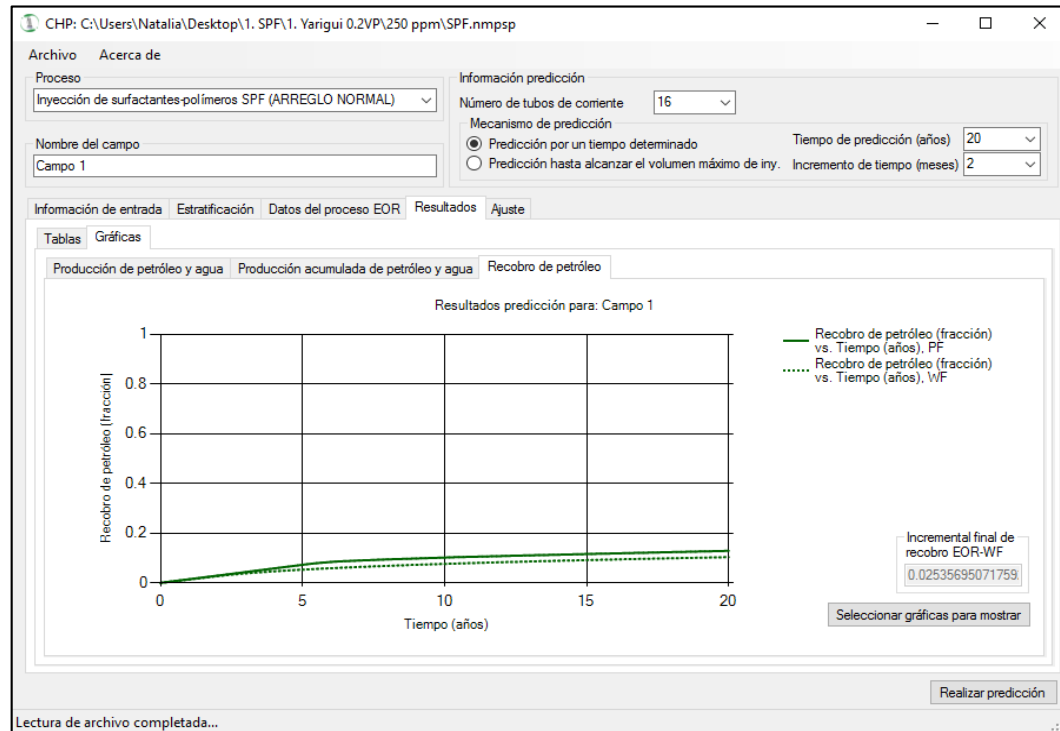 CHP: C:\Users\Natalia\Desktop\1. SPF\1. Yarigui 0.2VP\250 ppm\SPF.nmpsp
Archivo Acerca de
Proceso
Inyección de surfactantes-polímeros SPF (ARREGLO NORMAL)
Nombre del campo
Campo 1
Información predicción
Número de tubos de corriente 16
Mecanismo de predicción
Predicción por un tiempo determinado
Predicción hasta alcanzar el volumen máximo de iny.
Tiempo de predicción (años) 20
Incremento de tiempo (meses) 2
Información de entrada Estratificación Datos del proceso EOR Resultados Ajuste
Tablas Gráficas
Producción de petróleo y agua Producción acumulada de petróleo y agua Recobro de petróleo
Resultados predicción para: Campo 1
Recobro de petróleo (fracción)
1
0.8
0.6
0.4
0.2
0
0 5 10 15 20
Tiempo (años)
Recobro de petróleo (fracción)
vs. Tiempo (años), PF
Recobro de petróleo (fracción)
vs. Tiempo (años), WF
Incremental final de
recobro EOR-WF
0.02535695071759
Seleccionar gráficas para mostrar
Realizar predicción
Lectura de archivo completada...